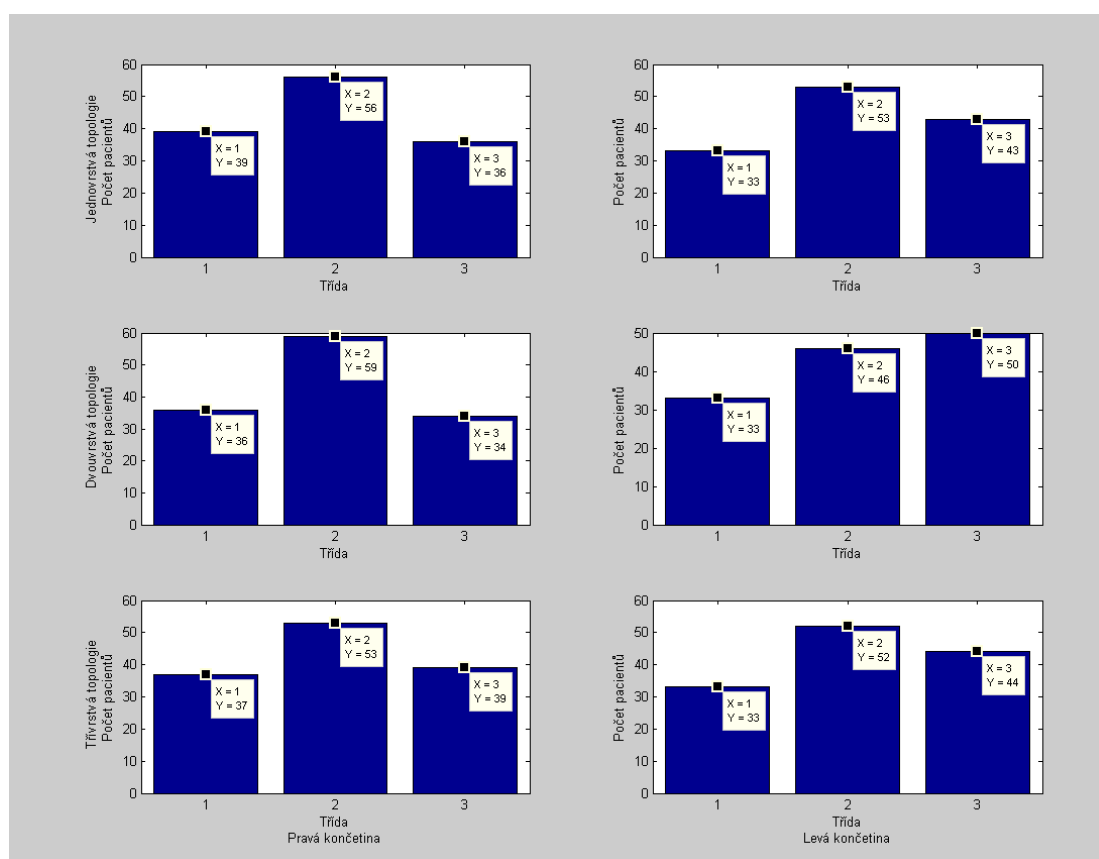 Jednovrstvá topologie
Počet pacientů
60
50
40
30
20
10
0
X = 1
Y = 39
X = 2
Y = 56
X = 3
Y = 36
1 2 3
Třída
Počet pacientů
60
50
40
30
20
10
0
X = 1
Y = 33
X = 2
Y = 53
X = 3
Y = 43
1 2 3
Třída
Dvouvrstvá topologie
Počet pacientů
60
50
40
30
20
10
0
X = 1
Y = 36
X = 2
Y = 59
X = 3
Y = 34
1 2 3
Třída
Počet pacientů
50
40
30
20
10
0
X = 1
Y = 33
X = 2
Y = 46
X = 3
Y = 50
1 2 3
Třída
Třívrstvá topologie
Počet pacientů
60
50
40
30
20
10
0
X = 1
Y = 37
X = 2
Y = 53
X = 3
Y = 39
1 2 3
Třída
Pravá končetina
Počet pacientů
60
50
40
30
20
10
0
X = 1
Y = 33
X = 2
Y = 52
X = 3
Y = 44
1 2 3
Třída
Levá končetina